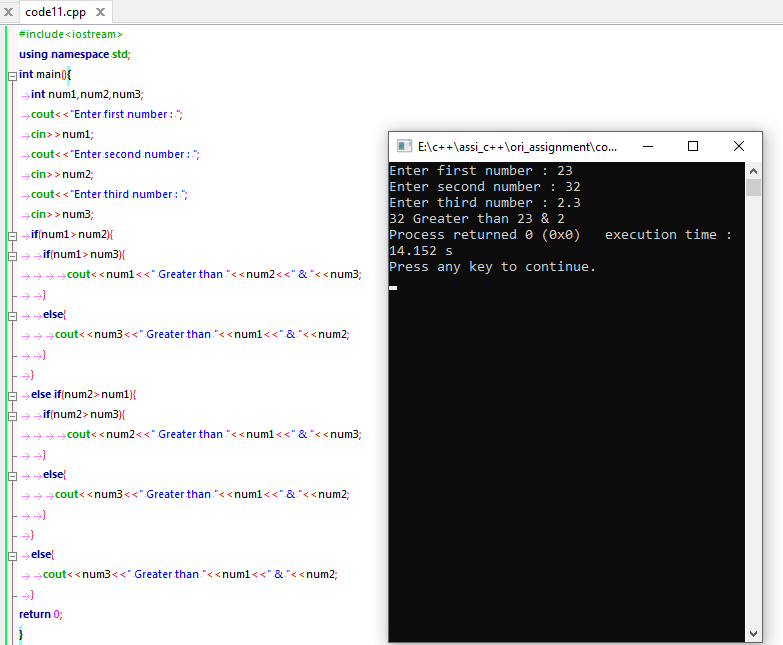 code11.cpp
#include<iostream>
using namespace std;
int main(){
int num1,num2,num3;
cout<<"Enter first number : ";
cin>>num1;
cout<<"Enter second number : ";
cin>>num2;
cout<<"Enter third number : ";
cin>>num3;
if(num1>num2){
if(num1>num3){
cout<<num1<<" Greater than "<<num2<<" & "<<num3;
}
else{
cout<<num3<<" Greater than "<<num1<<" & "<<num2;
}
}
else if(num2>num1){
if(num2>num3){
cout<<num2<<" Greater than "<<num1<<" & "<<num3;
}
else{
cout<<num3<<" Greater than "<<num1<<" & "<<num2;
}
}
else{
cout<<num3<<" Greater than "<<num1<<" & "<<num2;
}
return 0;
}
E:\c++\assi_c++\ori_assignment\co...
Enter first number : 23
Enter second number : 32
Enter third number : 2.3
32 Greater than 23 & 2
Process returned 0 (0x0)   execution time :
14.152 s
Press any key to continue.